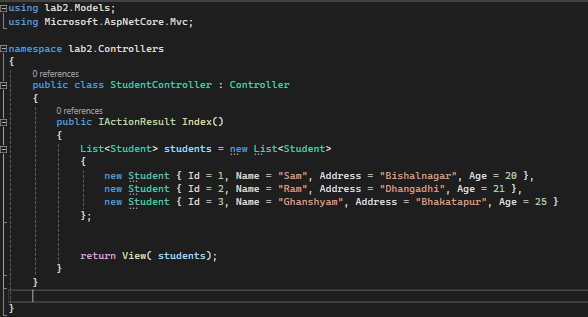 using lab2.Models;
using Microsoft.AspNetCore.Mvc;
namespace lab2.Controllers
{
0 references
public class StudentController : Controller
{
0 references
public IActionResult Index()
{
List<Student> students = new List<Student>
{
new Student { Id = 1, Name = "Sam", Address = "Bishalnagar", Age = 20 },
new Student { Id = 2, Name = "Ram", Address = "Dhangadhi", Age = 21 },
new Student { Id = 3, Name = "Ghanshyam", Address = "Bhakatapur", Age = 25 }
};
return View( students);
}
}
}